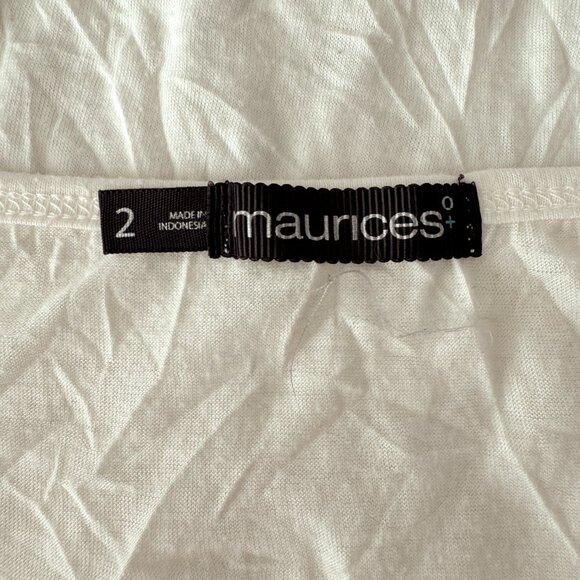 2
MADE IN
INDONESIA
maurices
0
+